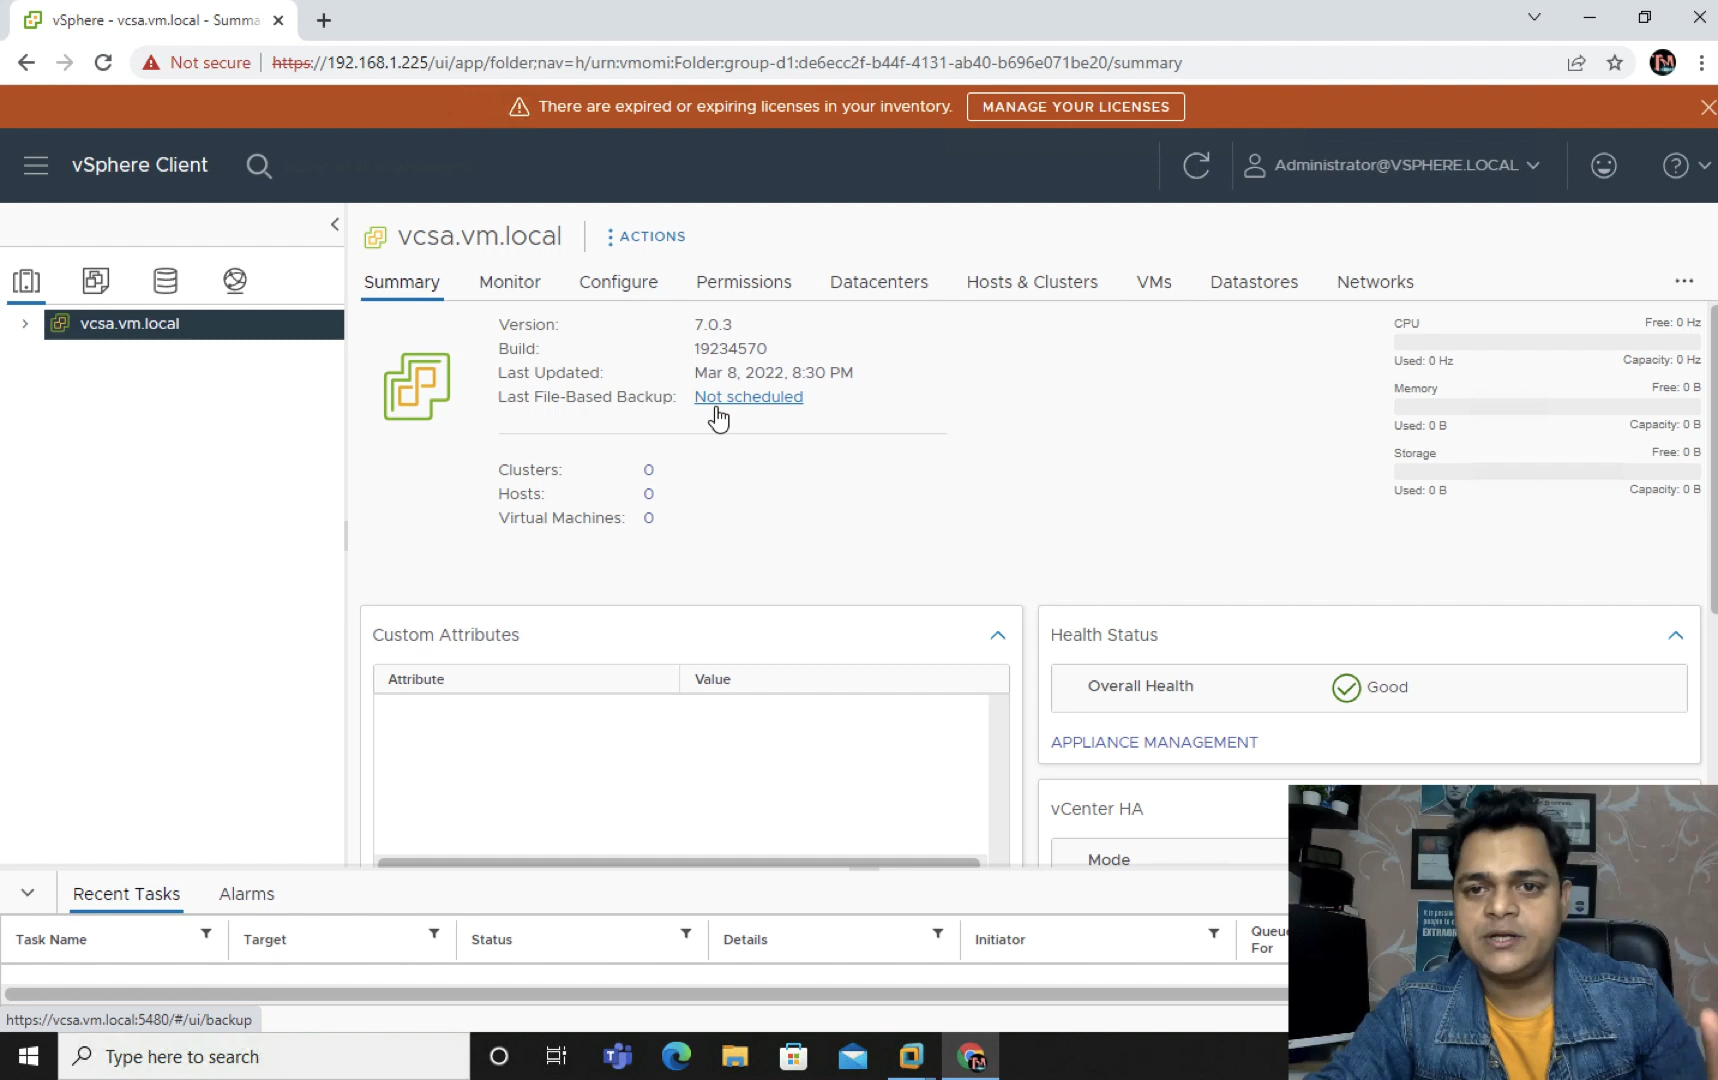 vSphere - vcsa.vm.local - Summa
Not secure https://192.168.1.225/ui/app/folder;nav=h/urn:vmomi:Folder:group-d1:de6ecc2f-b44f-4131-ab40-b696e071be20/summary
There are expired or expiring licenses in your inventory. MANAGE YOUR LICENSES
vSphere Client
Administrator@VSPHERE.LOCAL
vcsa.vm.local
ACTIONS
Summary Monitor Configure Permissions Datacenters Hosts & Clusters VMs Datastores Networks
vcsa.vm.local
Version: 7.0.3
Build: 19234570
Last Updated: Mar 8, 2022, 8:30 PM
Last File-Based Backup: Not scheduled
Clusters: 0
Hosts: 0
Virtual Machines: 0
CPU Free: 0 Hz
Used: 0 Hz Capacity: 0 Hz
Memory Free: 0 B
Used: 0 B Capacity: 0 B
Storage Free: 0 B
Used: 0 B Capacity: 0 B
Custom Attributes
Attribute Value
Health Status
Overall Health Good
APPLIANCE MANAGEMENT
vCenter HA
Mode
Recent Tasks Alarms
Task Name Target Status Details Initiator Queue
For
https://vcsa.vm.local:5480/#/ui/backup
Type here to search